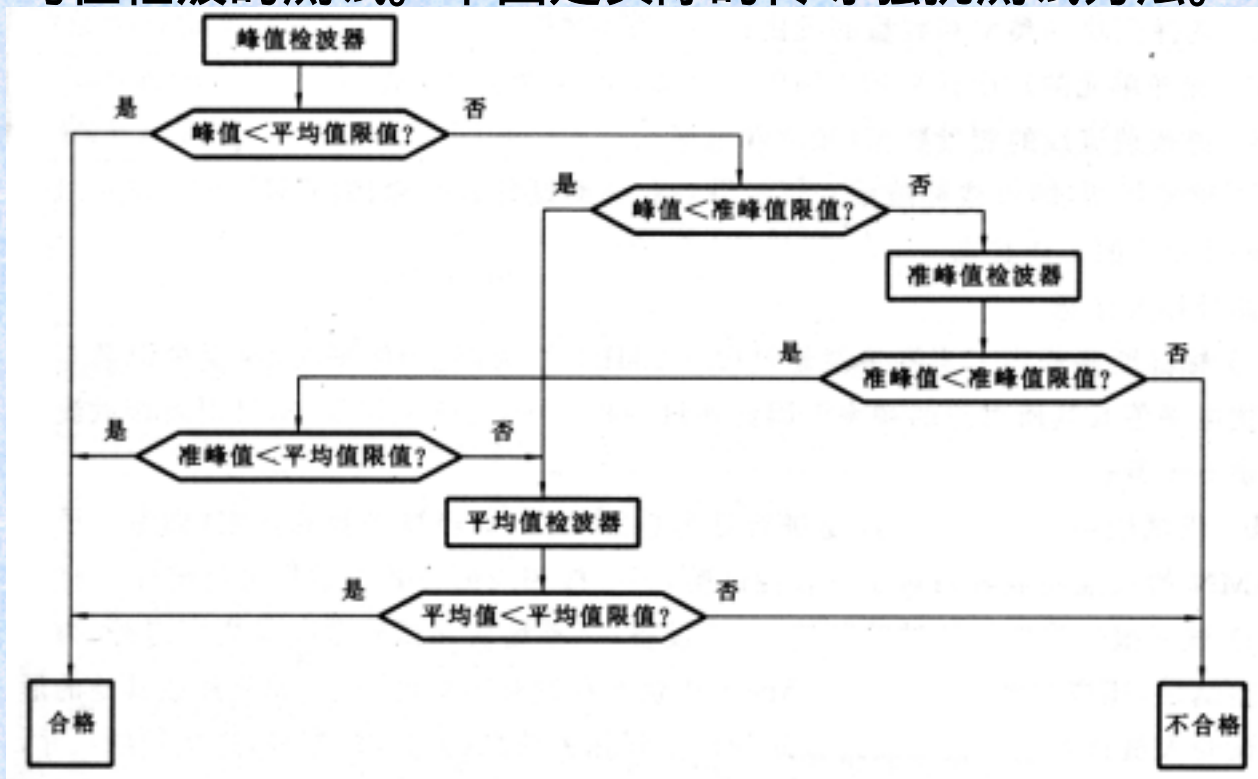 峰值检波器
是
否
峰值<平均值限值?
是
否
峰值<准峰值限值?
准峰值检波器
是
否
准峰值<准峰值限值?
是
否
准峰值<平均值限值?
平均值检波器
是
否
平均值<平均值限值?
合格
不合格